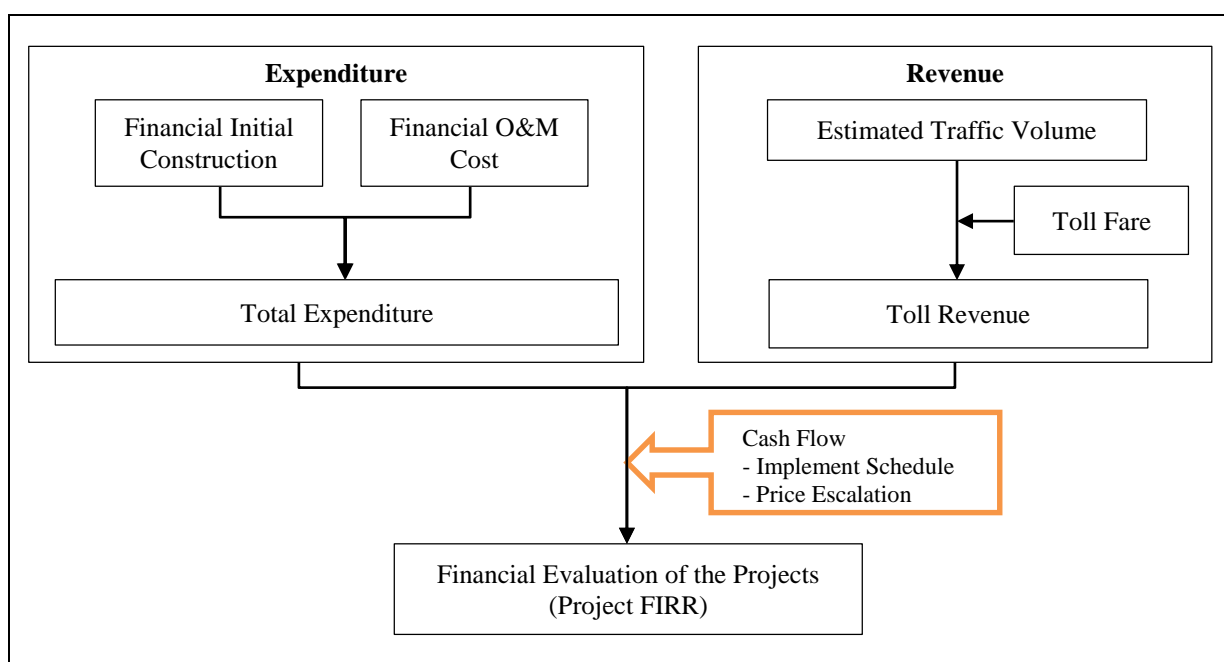 Expenditure
Financial Initial
Construction
Financial O&M
Cost
Total Expenditure
Revenue
Estimated Traffic Volume
Toll Fare
Toll Revenue
Cash Flow
- Implement Schedule
- Price Escalation
Financial Evaluation of the Projects
(Project FIRR)